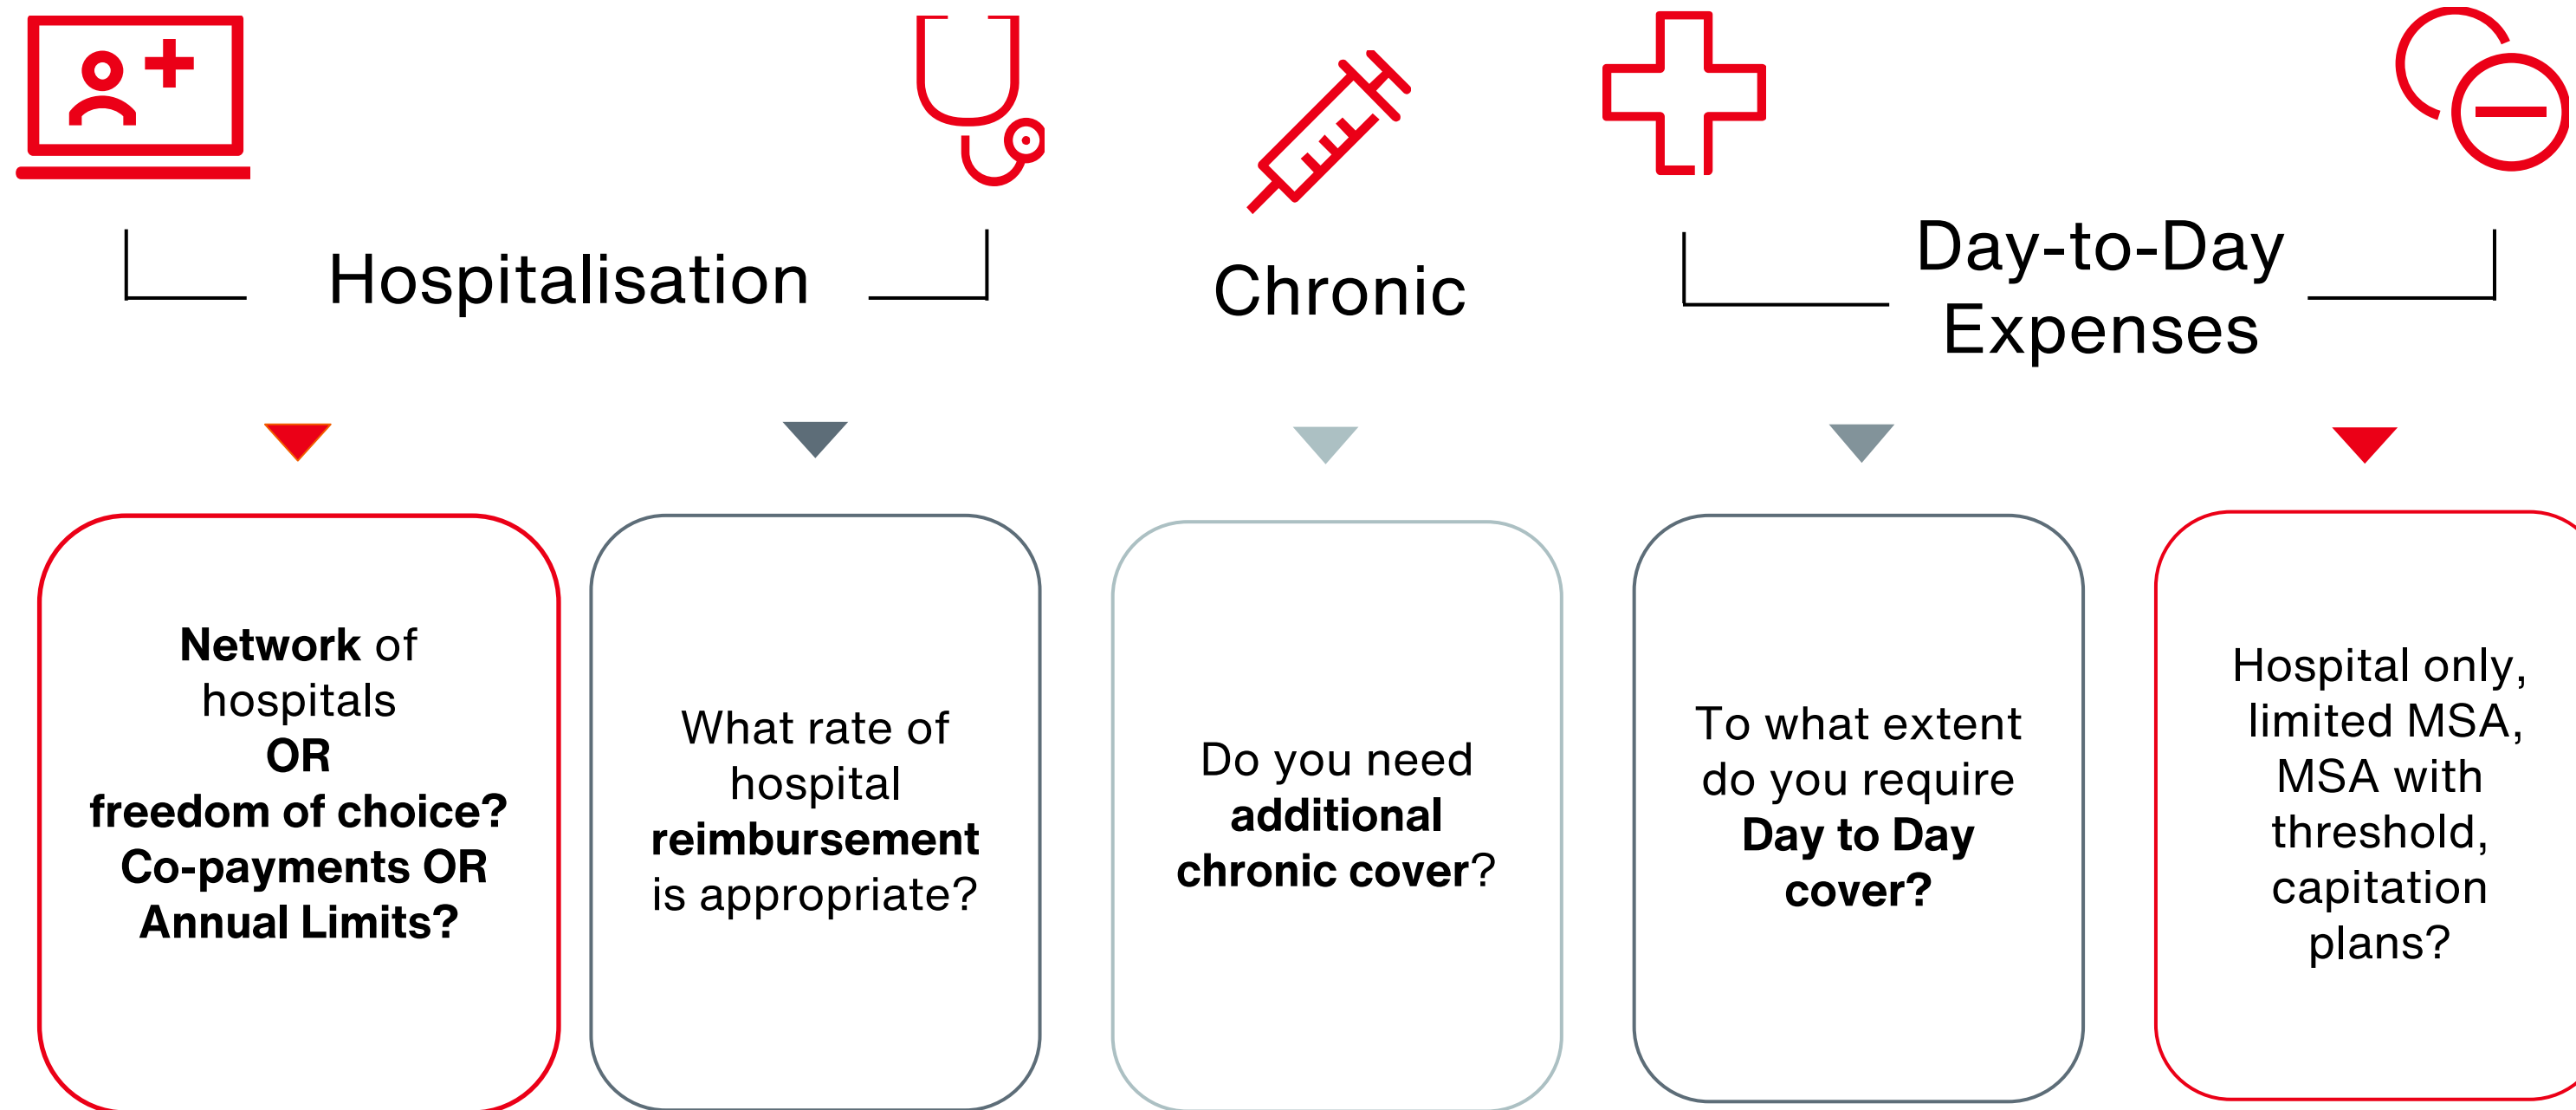 Hospitalisation
Chronic
Day-to-Day
Expenses
Network of
hospitals
OR
freedom of choice?
Co-payments OR
Annual Limits?
What rate of
hospital
reimbursement
is appropriate?
Do you need
additional
chronic cover?
To what extent
do you require
Day to Day
cover?
Hospital only,
limited MSA,
MSA with
threshold,
capitation
plans?